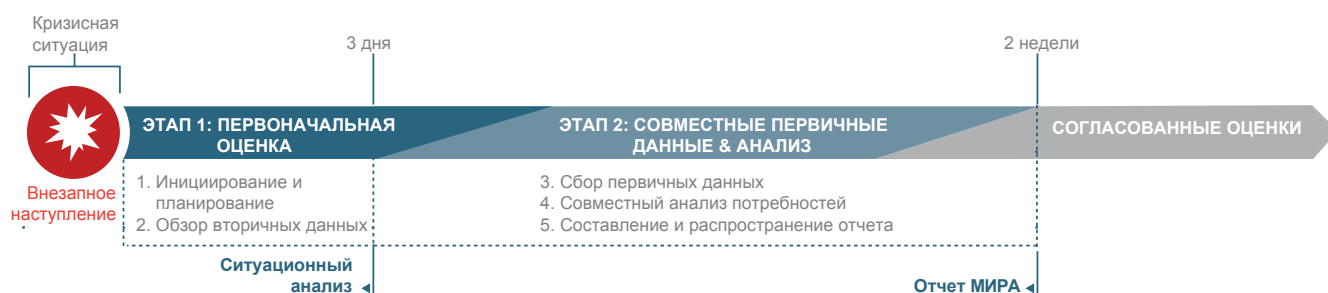 Кризисная
ситуация
3 дня
2 недели
ЭТАП 1: ПЕРВОНАЧАЛЬНАЯ
ОЦЕНКА
ЭТАП 2: СОВМЕСТНЫЕ ПЕРВИЧНЫЕ
ДАННЫЕ & АНАЛИЗ
СОГЛАСОВАННЫЕ ОЦЕНКИ
Внезапное
наступление
1. Инициирование и
планирование
2. Обзор вторичных данных
3. Сбор первичных данных
4. Совместный анализ потребностей
5. Составление и распространение отчета
Ситуационный
анализ
Отчет МИРА